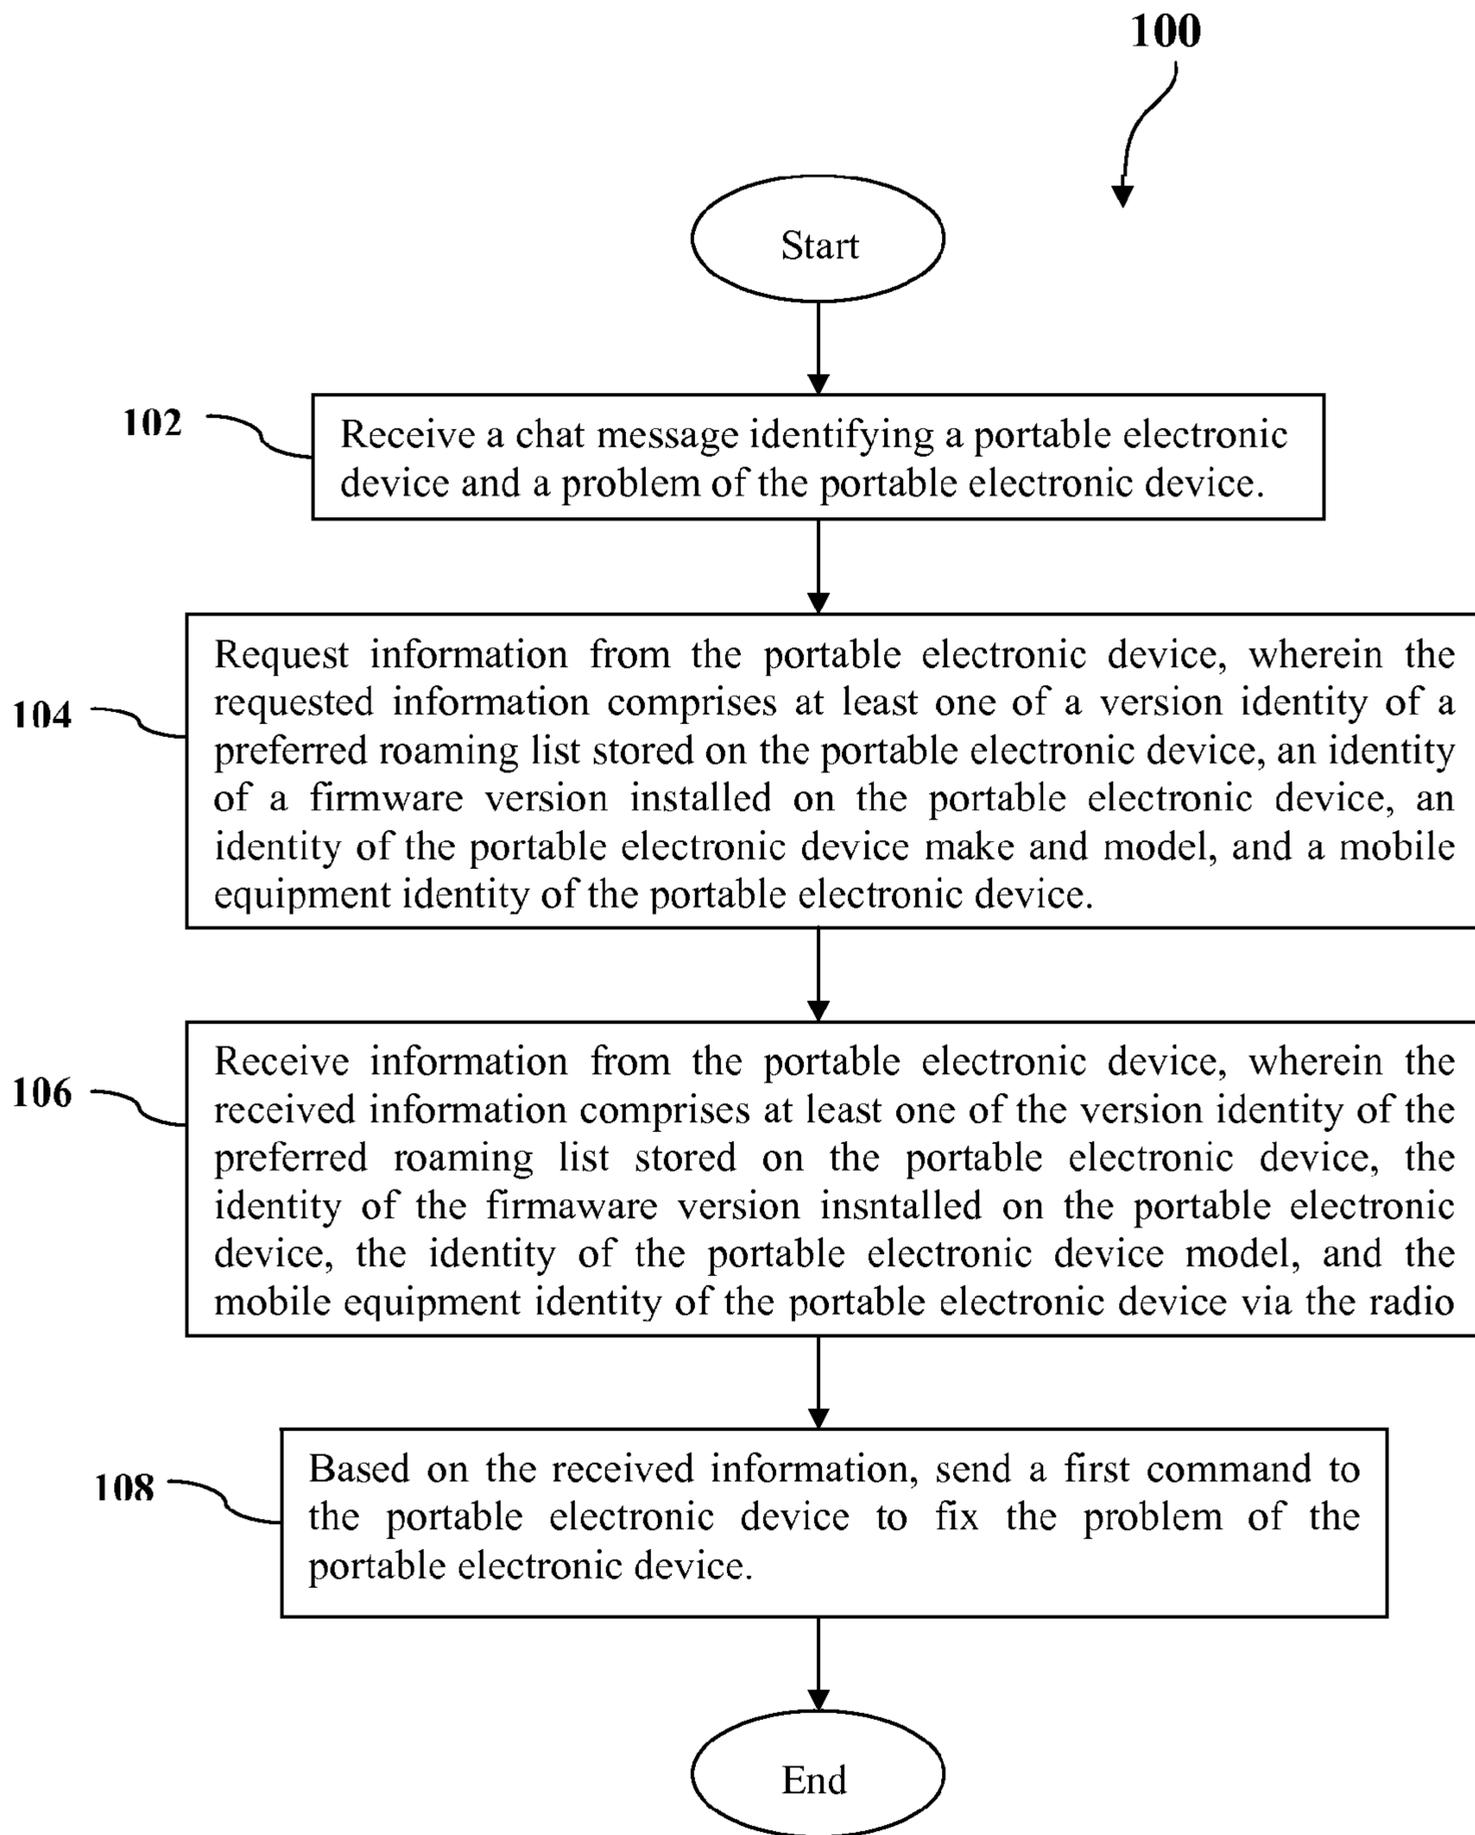 100
Start
102
Receive a chat message identifying a portable electronic
device and a problem of the portable electronic device.
104
Request information from the portable electronic device, wherein the
requested information comprises at least one of a version identity of a
preferred roaming list stored on the portable electronic device, an identity
of a firmware version installed on the portable electronic device, an
identity of the portable electronic device make and model, and a mobile
equipment identity of the portable electronic device.
106
Receive information from the portable electronic device, wherein the
received information comprises at least one of the version identity of the
preferred roaming list stored on the portable electronic device, the
identity of the firmaware version insntalled on the portable electronic
device, the identity of the portable electronic device model, and the
mobile equipment identity of the portable electronic device via the radio
108
Based on the received information, send a first command to
the portable electronic device to fix the problem of the
portable electronic device.
End